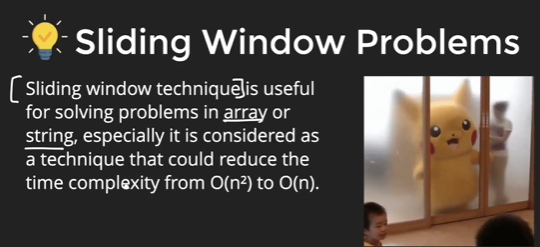 Sliding Window Problems
Sliding window technique is useful
for solving problems in array or
string, especially it is considered as
a technique that could reduce the
time complexity from O(n²) to O(n).